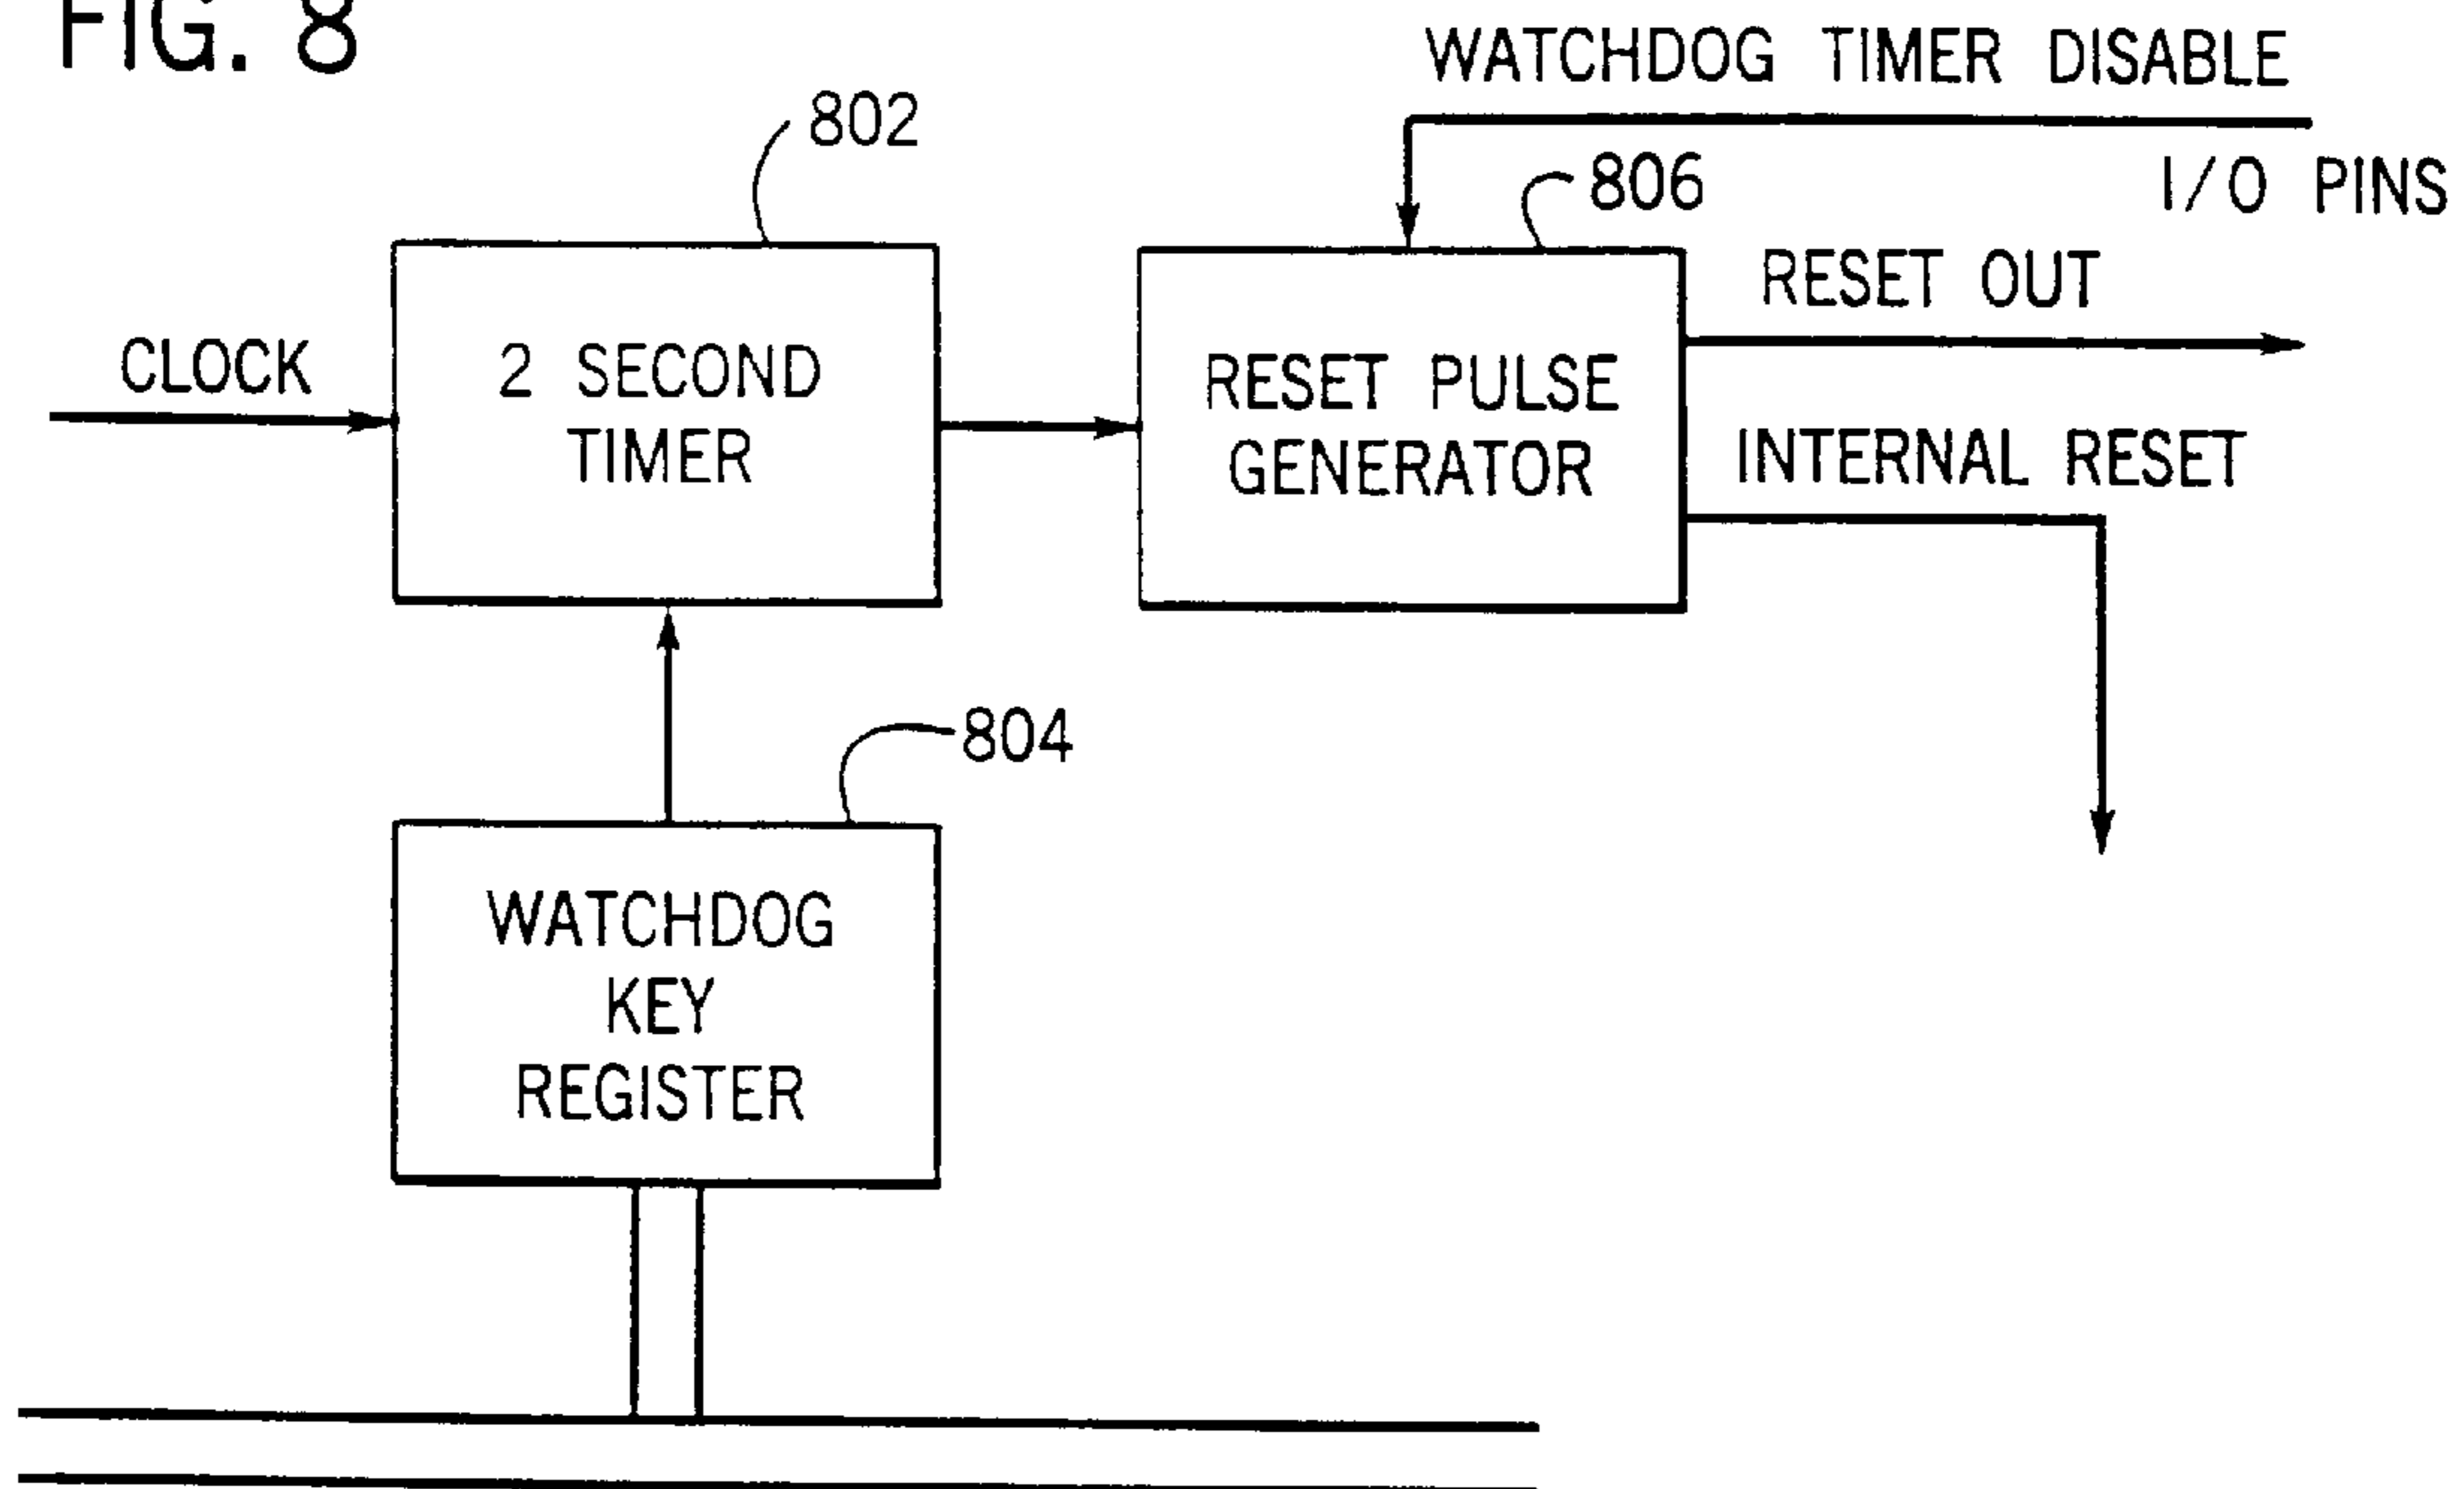 FIG. 8
WATCHDOG TIMER DISABLE
802
806
I/O PINS
RESET OUT
CLOCK
2 SECOND
TIMER
RESET PULSE
GENERATOR
INTERNAL RESET
804
WATCHDOG
KEY
REGISTER